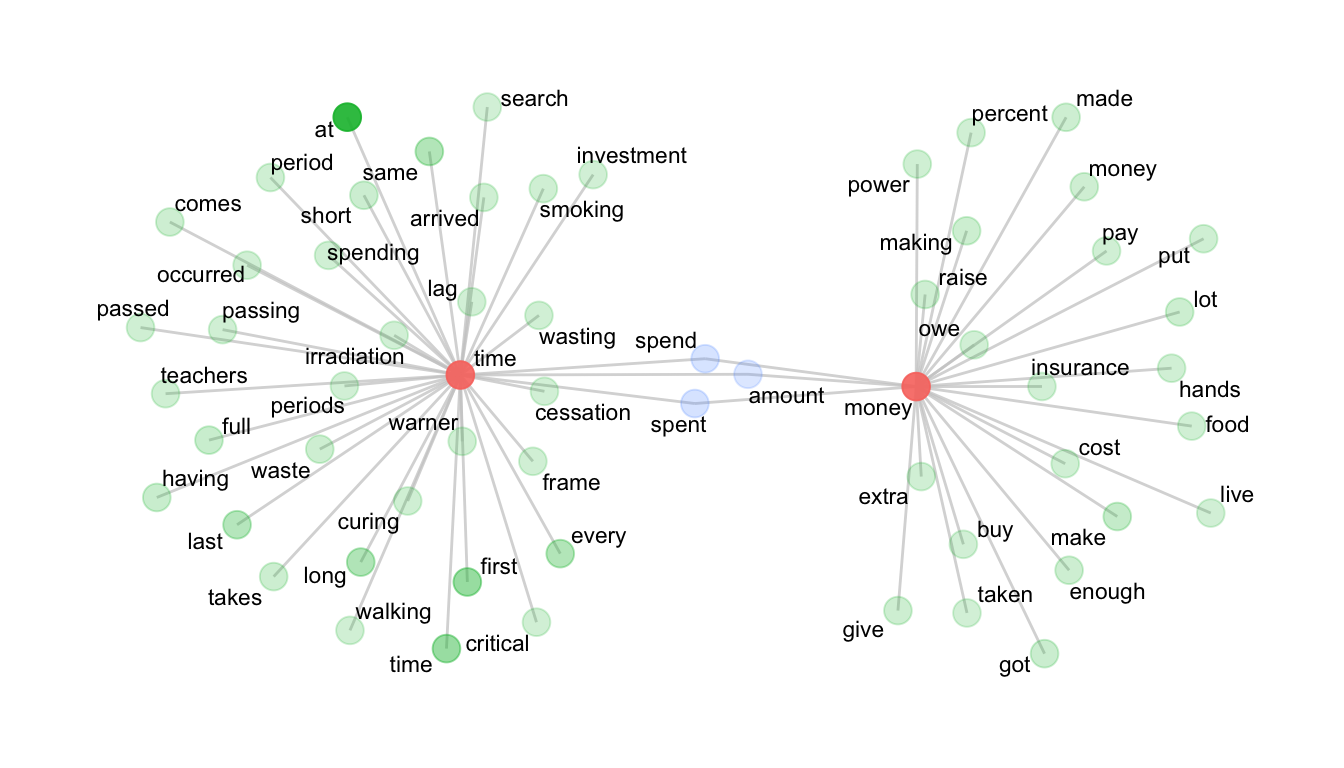 search
made
percent
at
investment
period
same
money
power
smoking
comes
short
arrived
pay
making
spending
put
occurred
raise
lag
lot
passed
passing
owe
wasting
spend
irradiation
time
insurance
teachers
hands
amount
periods
money
cessation
warner
spent
full
food
cost
waste
having
frame
extra
live
curing
buy
every
make
last
first
long
enough
taken
takes
walking
give
critical
time
got